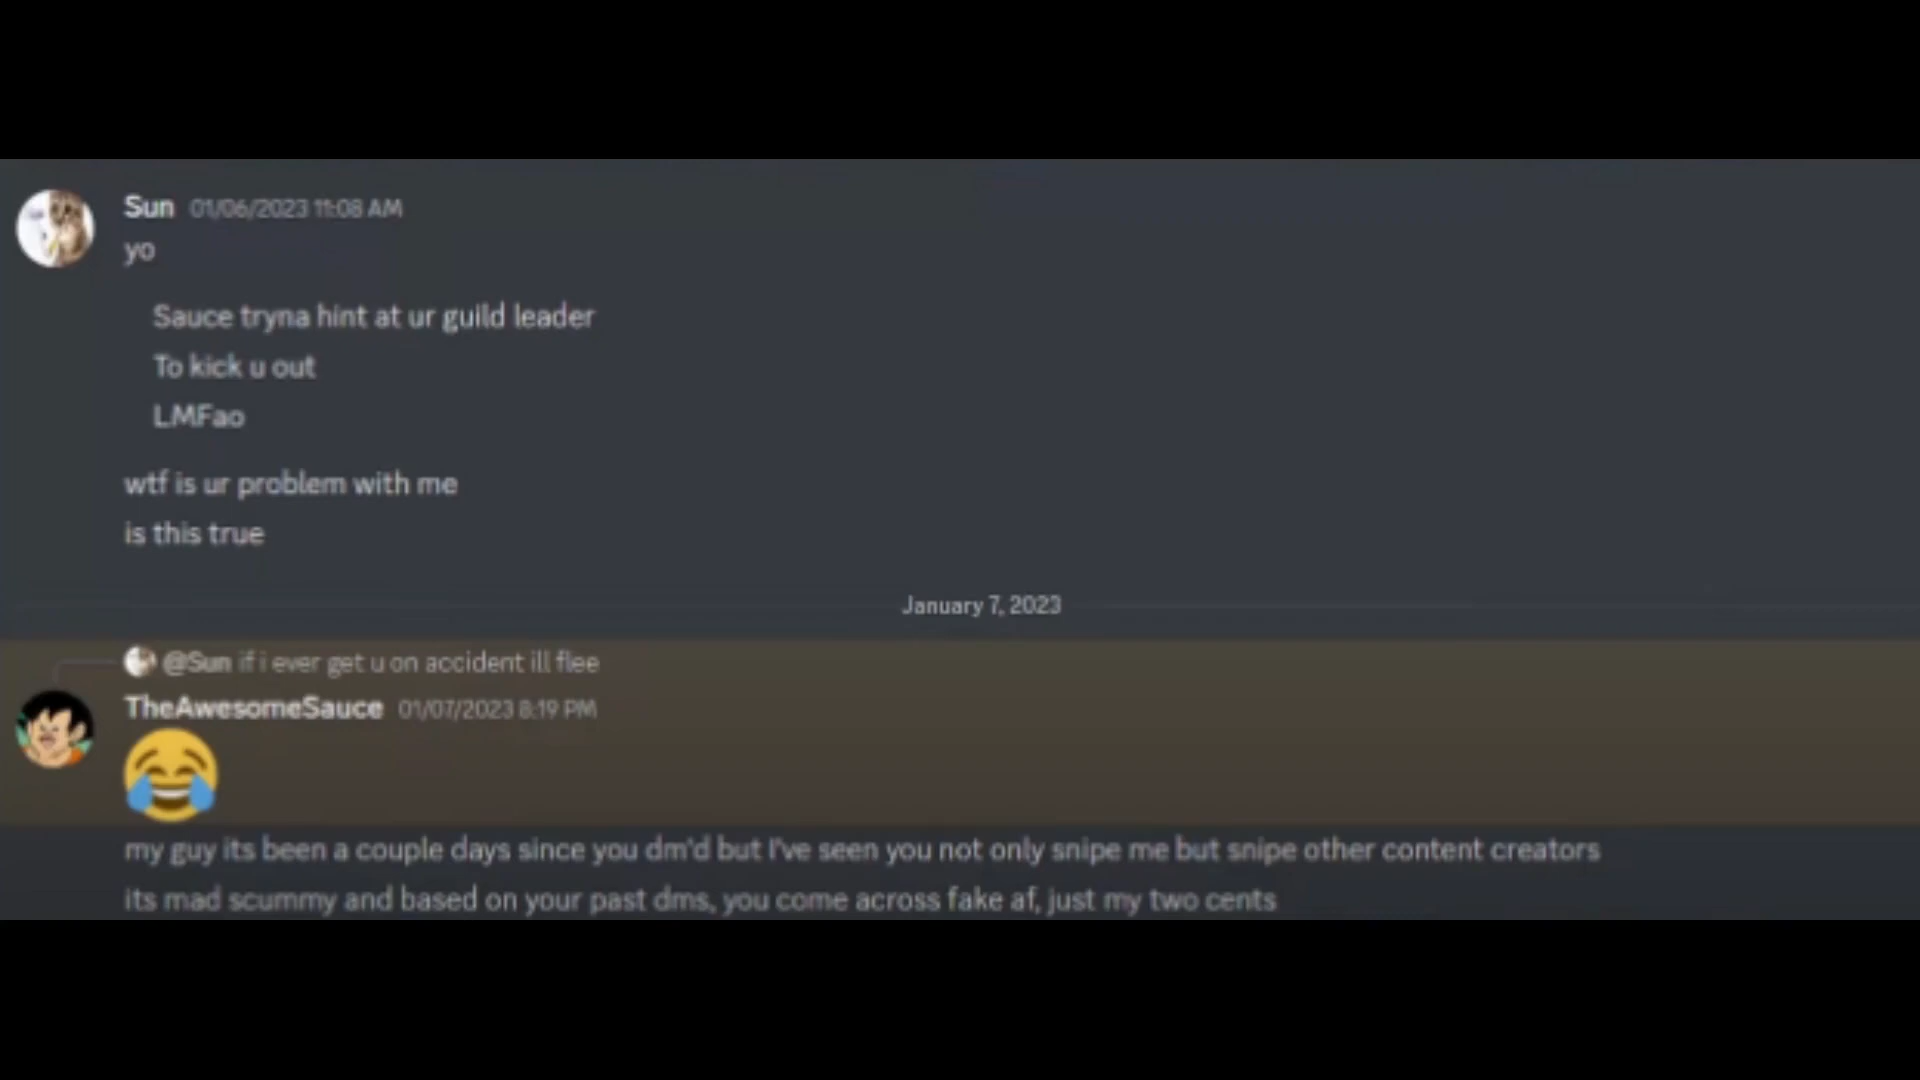 Sun 01/06/2023 11:08 AM
yo
Sauce tryna hint at ur guild leader
To kick u out
LMFao
wtf is ur problem with me
is this true
January 7, 2023
@Sun if i ever get u on accident ill flee
TheAwesomeSauce 01/07/2023 8:19 PM
my guy its been a couple days since you dm'd but I've seen you not only snipe me but snipe other content creators
its mad scummy and based on your past dms, you come across fake af, just my two cents